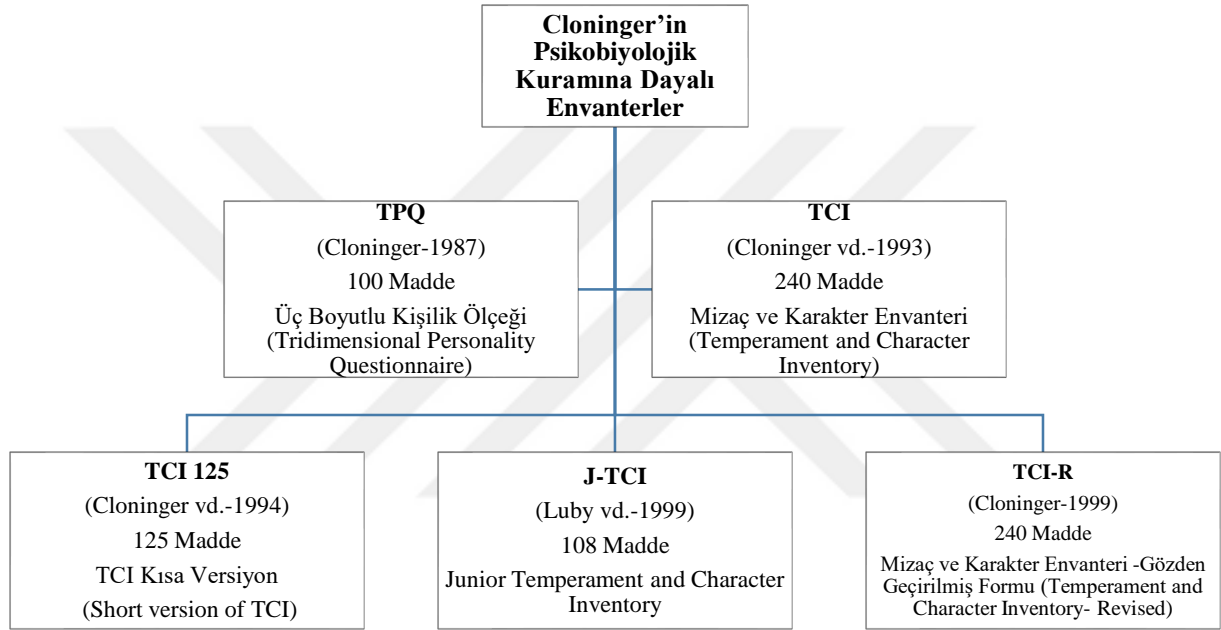 Cloninger’in
Psikobiyolojik
Kuramına Dayalı
Envanterler
TPQ
(Cloninger-1987)
100 Madde
Üç Boyutlu Kişilik Ölçeği
(Tridimensional Personality
Questionnaire)
TCI
(Cloninger vd.-1993)
240 Madde
Mizaç ve Karakter Envanteri
(Temperament and Character
Inventory)
TCI 125
(Cloninger vd.-1994)
125 Madde
TCI Kısa Versiyon
(Short version of TCI)
J-TCI
(Luby vd.-1999)
108 Madde
Junior Temperament and Character
Inventory
TCI-R
(Cloninger-1999)
240 Madde
Mizaç ve Karakter Envanteri -Gözden
Geçirilmiş Formu (Temperament and
Character Inventory- Revised)